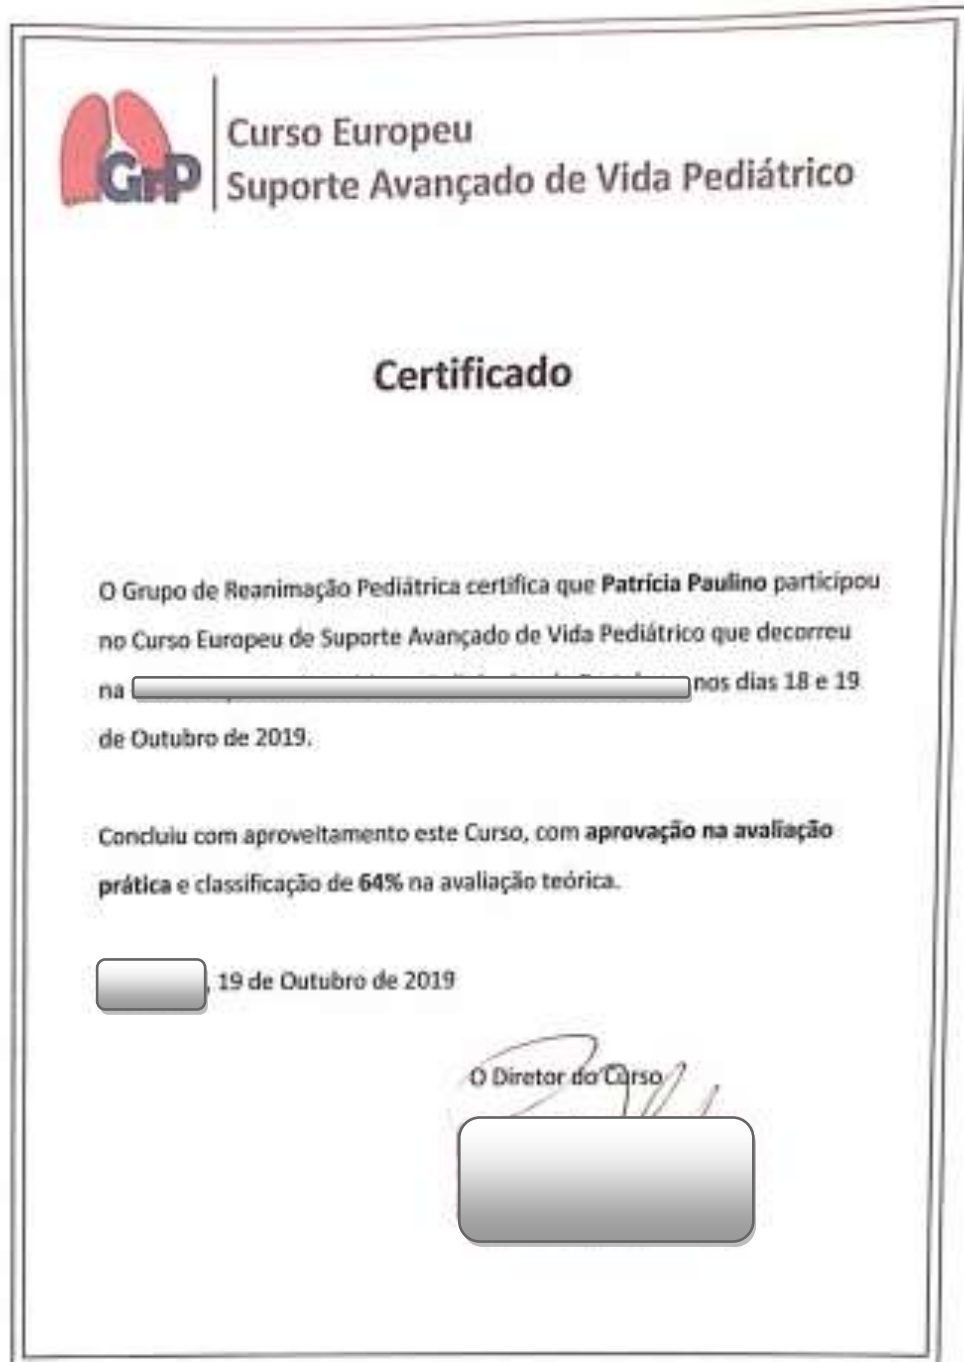 GrP
Curso Europeu
Suporte Avançado de Vida Pediátrico
Certificado
O Grupo de Reanimação Pediátrica certifica que Patrícia Paulino participou
no Curso Europeu de Suporte Avançado de Vida Pediátrico que decorreu
na nos dias 18 e 19
de Outubro de 2019.
Concluiu com aproveitamento este Curso, com aprovação na avaliação
prática e classificação de 64% na avaliação teórica.
, 19 de Outubro de 2019
O Diretor do Curso